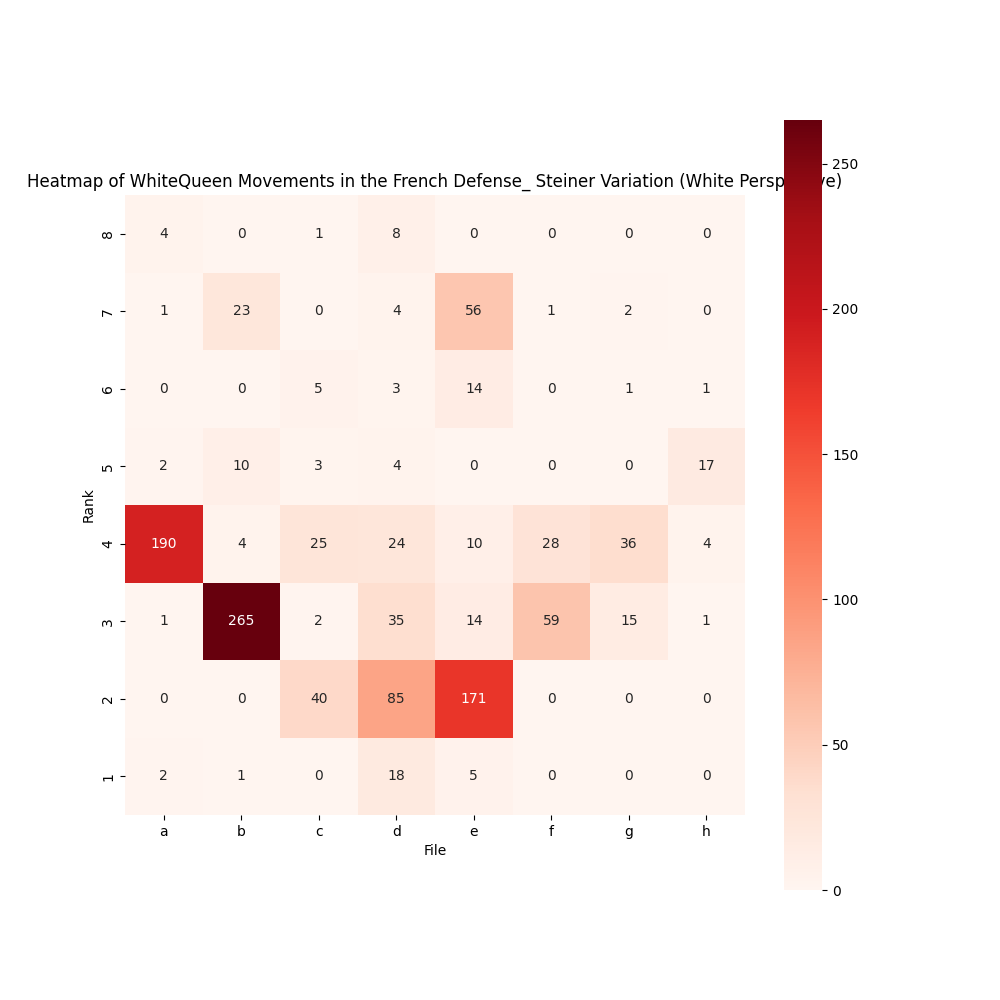 Heatmap of WhiteQueen Movements in the French Defense_ Steiner Variation (White Persp ve)
8 4 0 1 8 0 0 0 0
7 1 23 0 4 56 1 2 0
6 0 0 5 3 14 0 1 1
5 2 10 3 4 0 0 0 17
4 190 4 25 24 10 28 36 4
3 1 265 2 35 14 59 15 1
2 0 0 40 85 171 0 0 0
1 2 1 0 18 5 0 0 0
a b c d e f g h
File
Rank
250
200
150
100
50
0